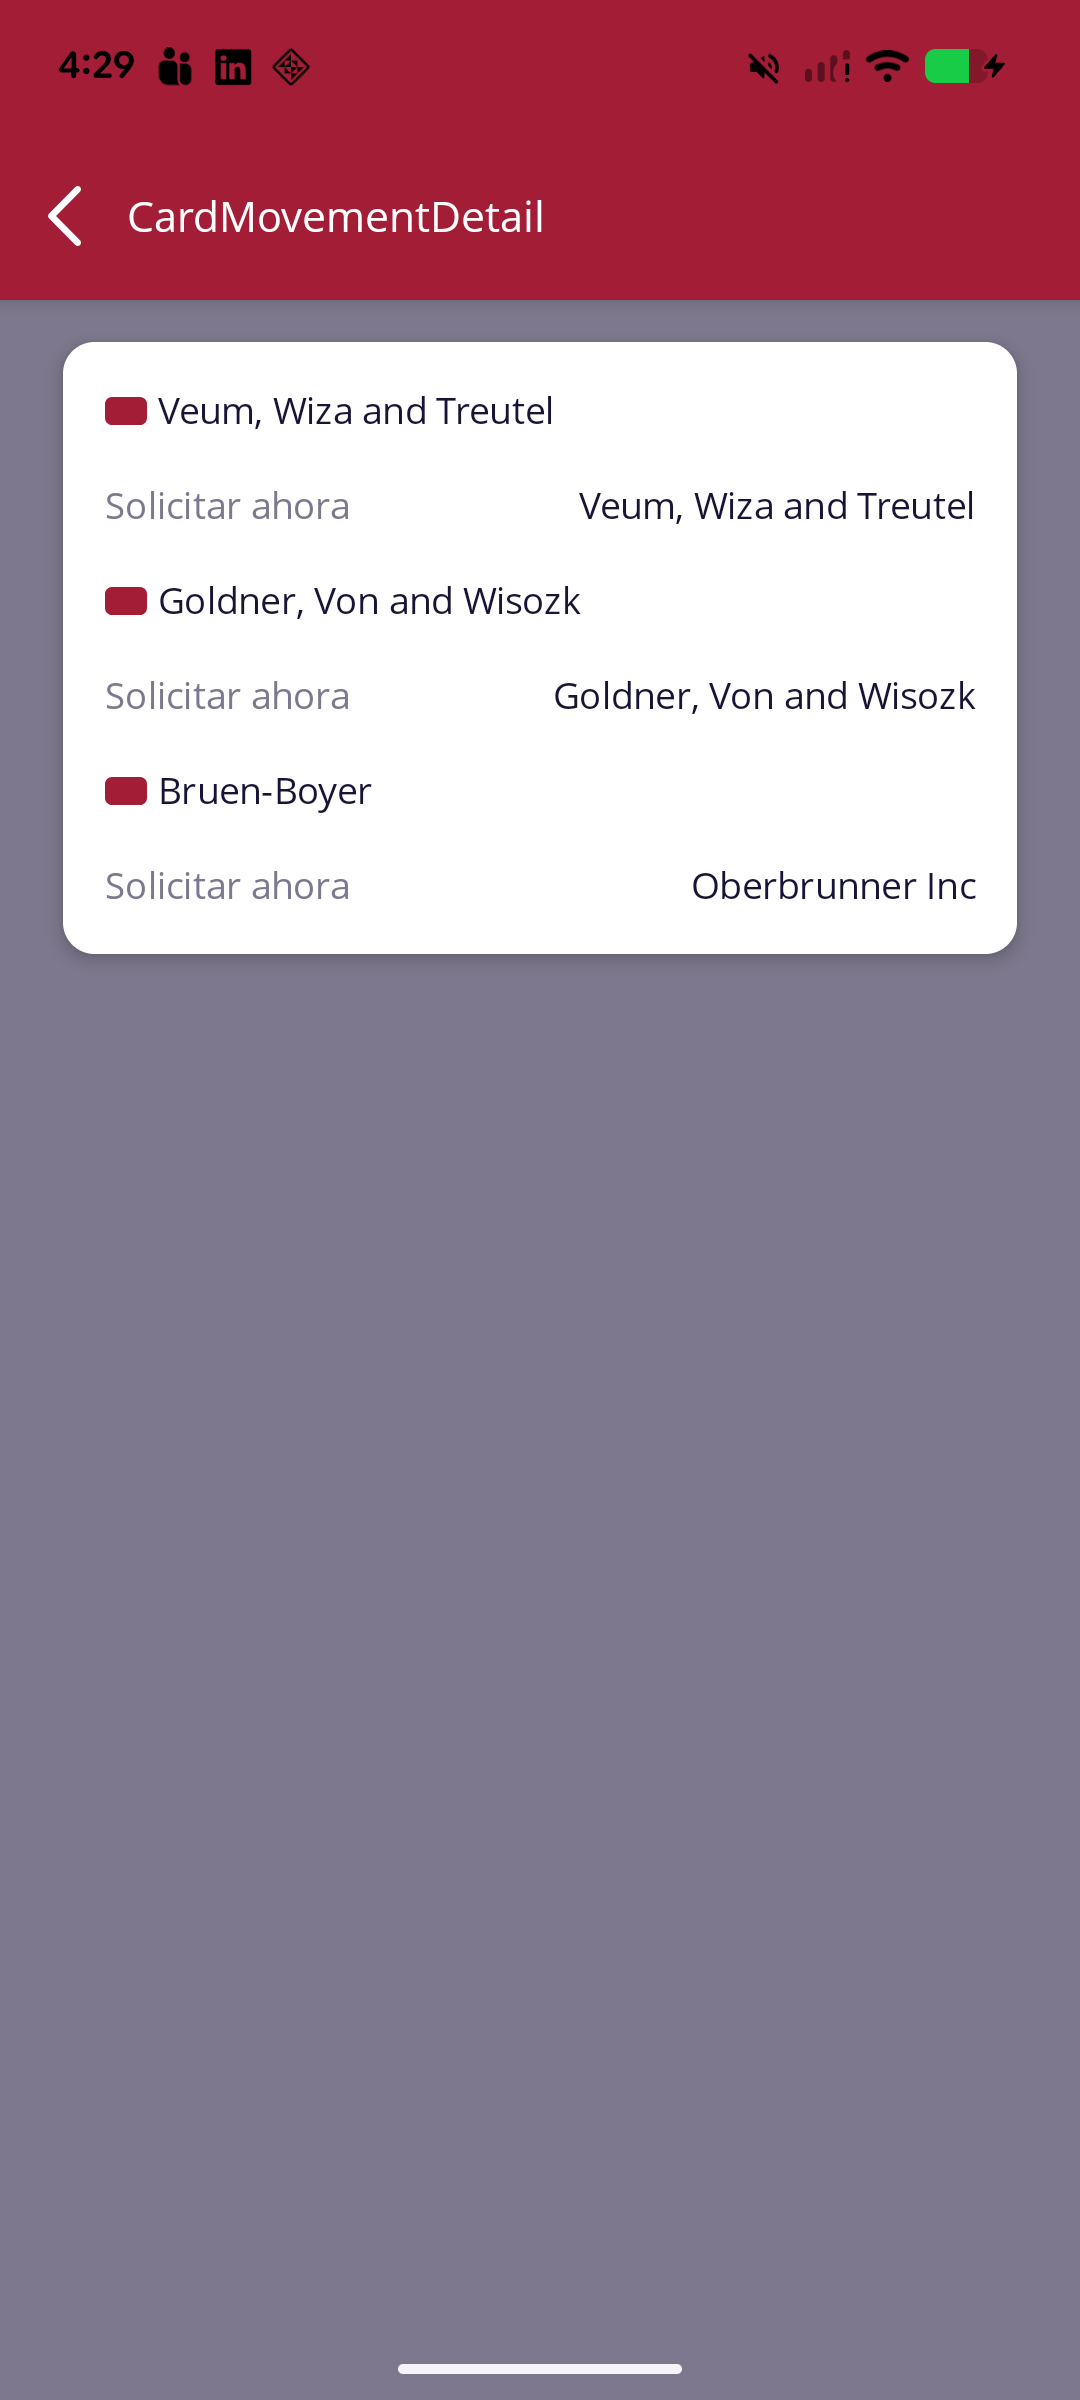 4:29
CardMovementDetail
Veum, Wiza and Treutel
Solicitar ahora Veum, Wiza and Treutel
Goldner, Von and Wisozk
Solicitar ahora Goldner, Von and Wisozk
Bruen-Boyer
Solicitar ahora Oberbrunner Inc